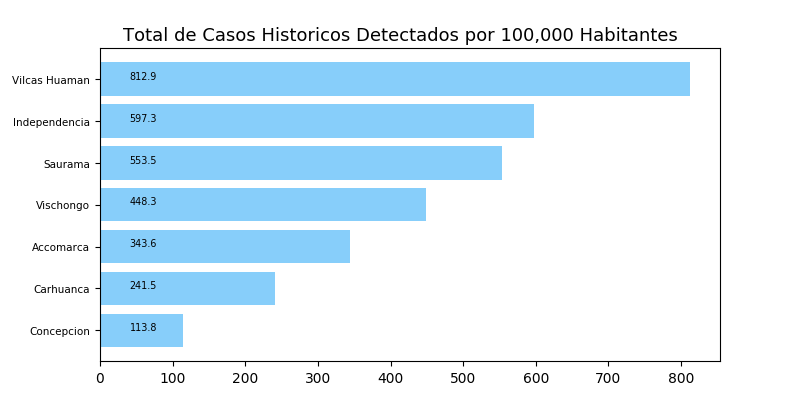 Total de Casos Historicos Detectados por 100,000 Habitantes
Vilcas Huaman 812.9
Independencia 597.3
Saurama 553.5
Vischongo 448.3
Accomarca 343.6
Carhuanca 241.5
Concepcion 113.8
0 100 200 300 400 500 600 700 800